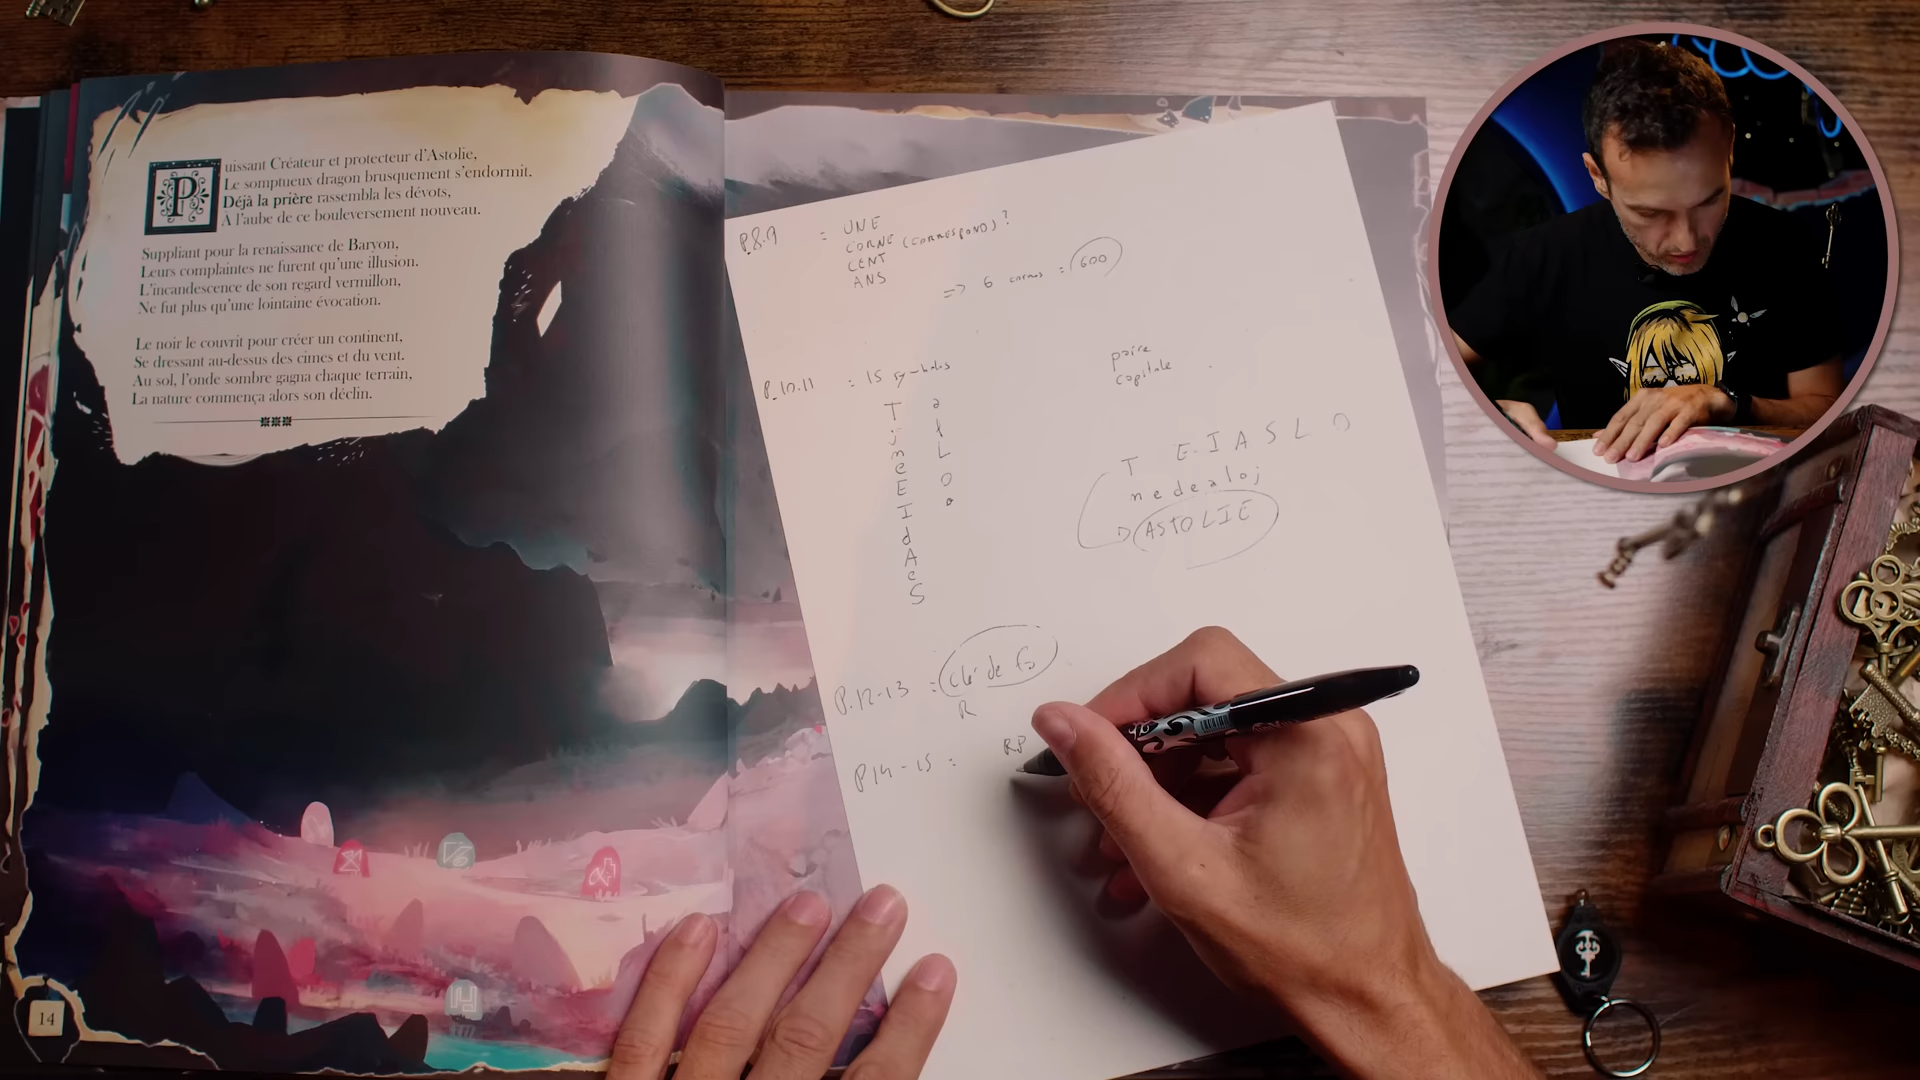 Puissant Créateur et protecteur d'Astolie,
Le somptueux dragon brusquement s'endormit.
Déjà la prière rassembla les dévots,
À l'aube de ce bouleversement nouveau.
Suppliant pour la renaissance de Baryon,
Leurs complaintes ne furent qu'une illusion.
L'incandescence de son regard vermillon,
Ne fut plus qu'une lointaine évocation.
Le noir le couvrit pour créer un continent,
Se dressant au-dessus des cimes et du vent.
Au sol, l'onde sombre gagna chaque terrain,
La nature commença alors son déclin.
14
P.8.9 = UNE
CORNE (CORRESPOND)?
CENT
ANS
=> 6 cornes = 600
P.10.11 : 15 symboles
T a
j l
n L
e O
E o
I
d
A
e
S
paire
capitale
T E I A S L O
n e d e a l o j
ASTOLIE
P.12-13 = Clé de Fa
R
RP
P14-15 =